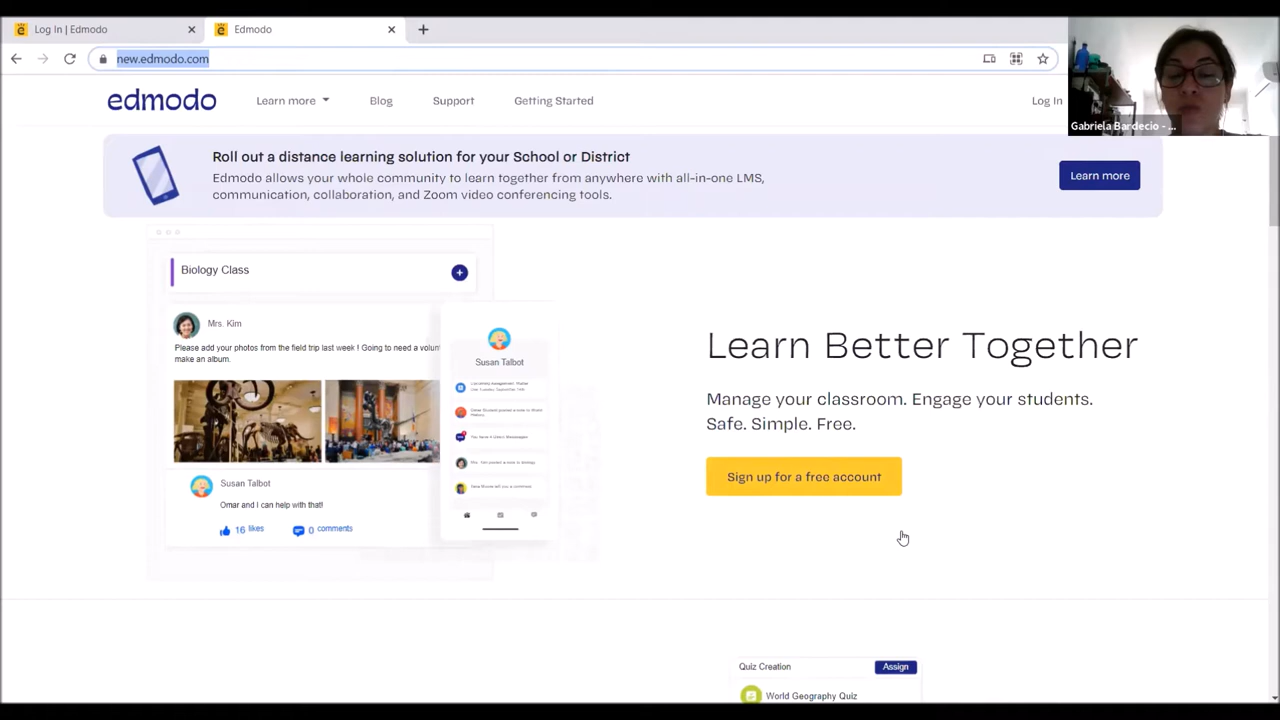 Log In | Edmodo
Edmodo
new.edmodo.com
edmodo
Learn more
Blog
Support
Getting Started
Log In
Gabriela Bardecio - ...
Roll out a distance learning solution for your School or District
Edmodo allows your whole community to learn together from anywhere with all-in-one LMS,
communication, collaboration, and Zoom video conferencing tools.
Learn more
Biology Class
Mrs. Kim
Please add your photos from the field trip last week ! Going to need a
make an album.
Susan Talbot
Omar and I can help with that!
16 likes
0 comments
Susan Talbot
Learn Better Together
Manage your classroom. Engage your students.
Safe. Simple. Free.
Sign up for a free account
Quiz Creation
Assign
World Geography Quiz